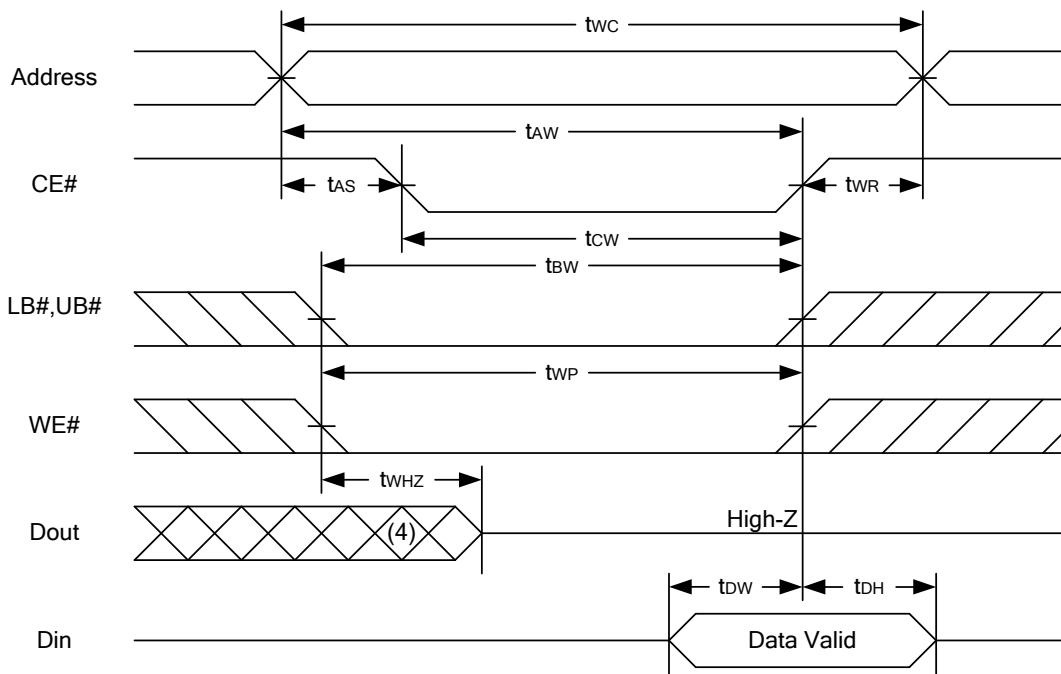 tWC
Address
tAW
CE#
tAS
tWR
tCW
tBW
LB#,UB#
tWP
WE#
tWHZ
Dout
(4)
High-Z
tDW
tDH
Din
Data Valid